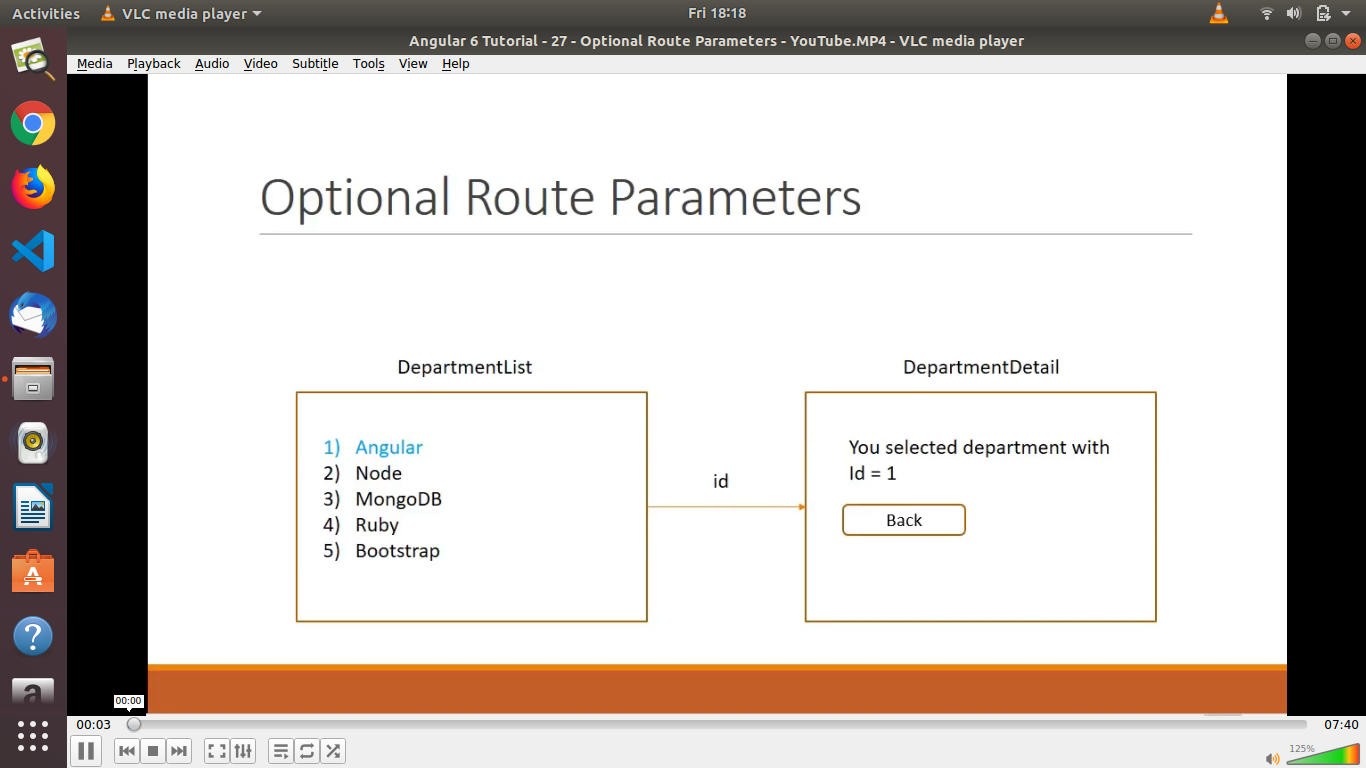 Activities
VLC media player
Fri 18:18
Angular 6 Tutorial - 27 - Optional Route Parameters - YouTube.MP4 - VLC media player
Media Playback Audio Video Subtitle Tools View Help
Optional Route Parameters
DepartmentList
1) Angular
2) Node
3) MongoDB
4) Ruby
5) Bootstrap
id
DepartmentDetail
You selected department with
Id = 1
Back
00:00
00:03
07:40
125%